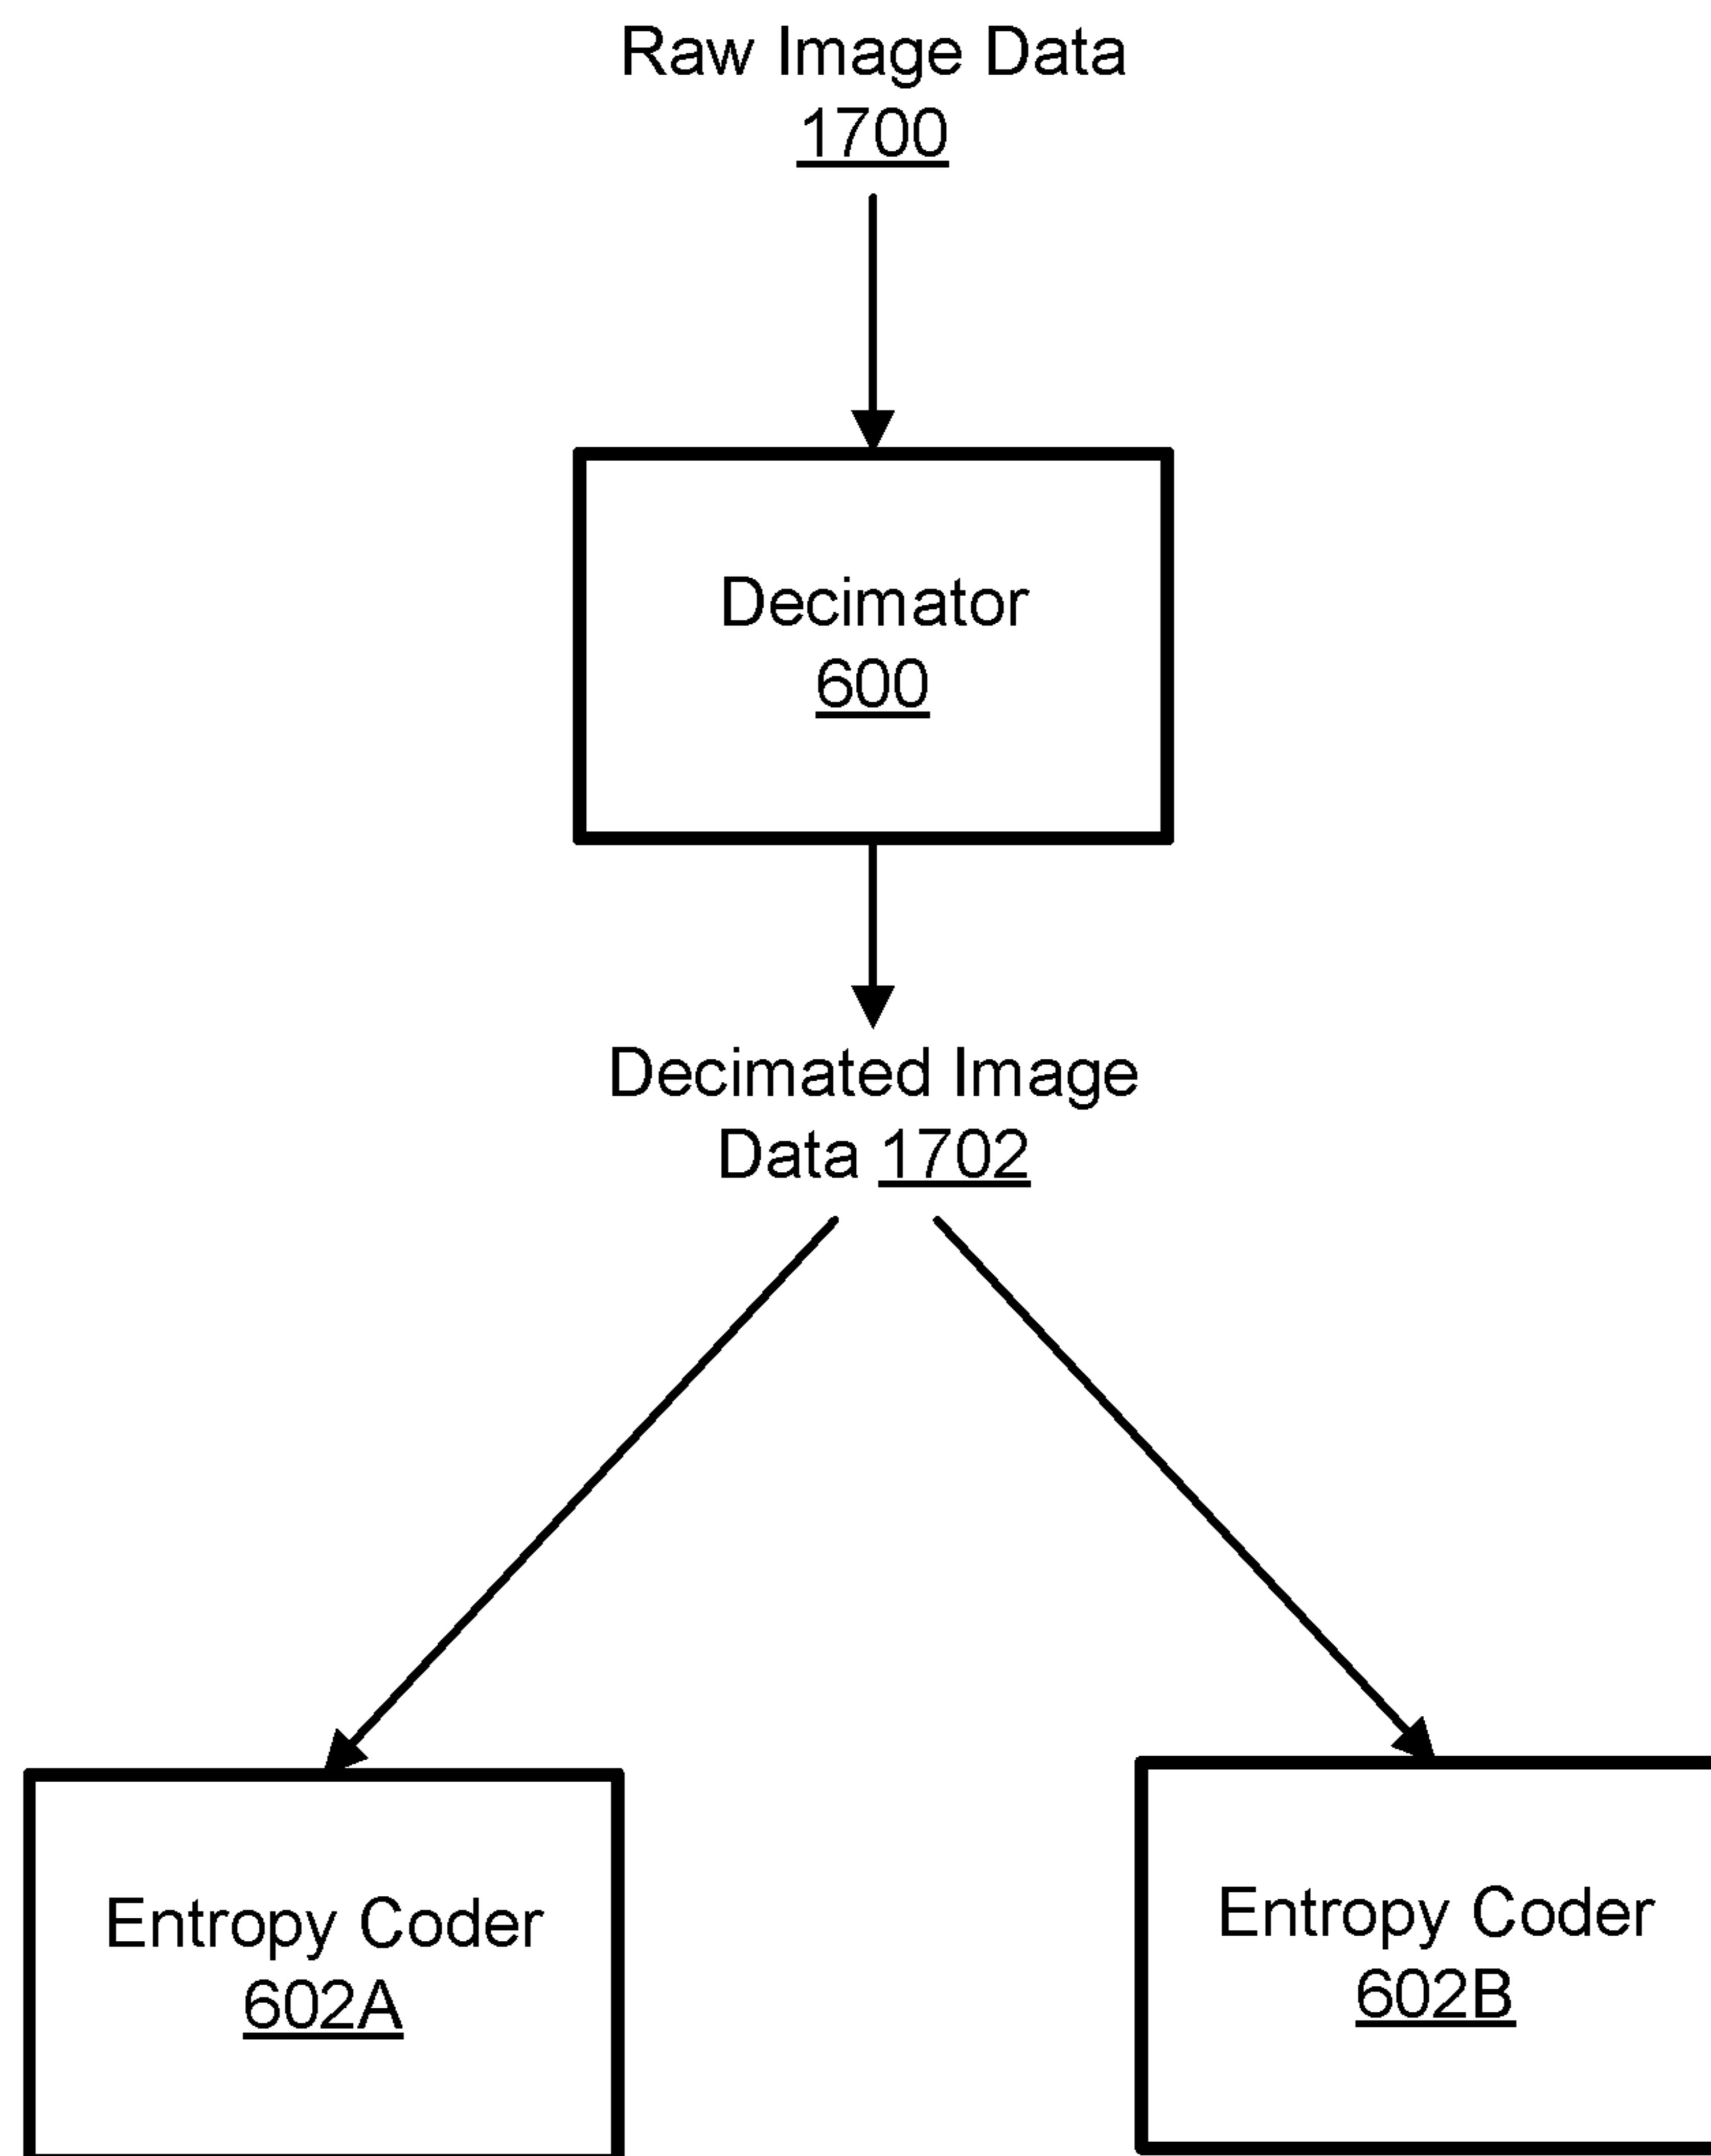 Raw Image Data
1700
Decimator
600
Decimated Image
Data 1702
Entropy Coder
602A
Entropy Coder
602B